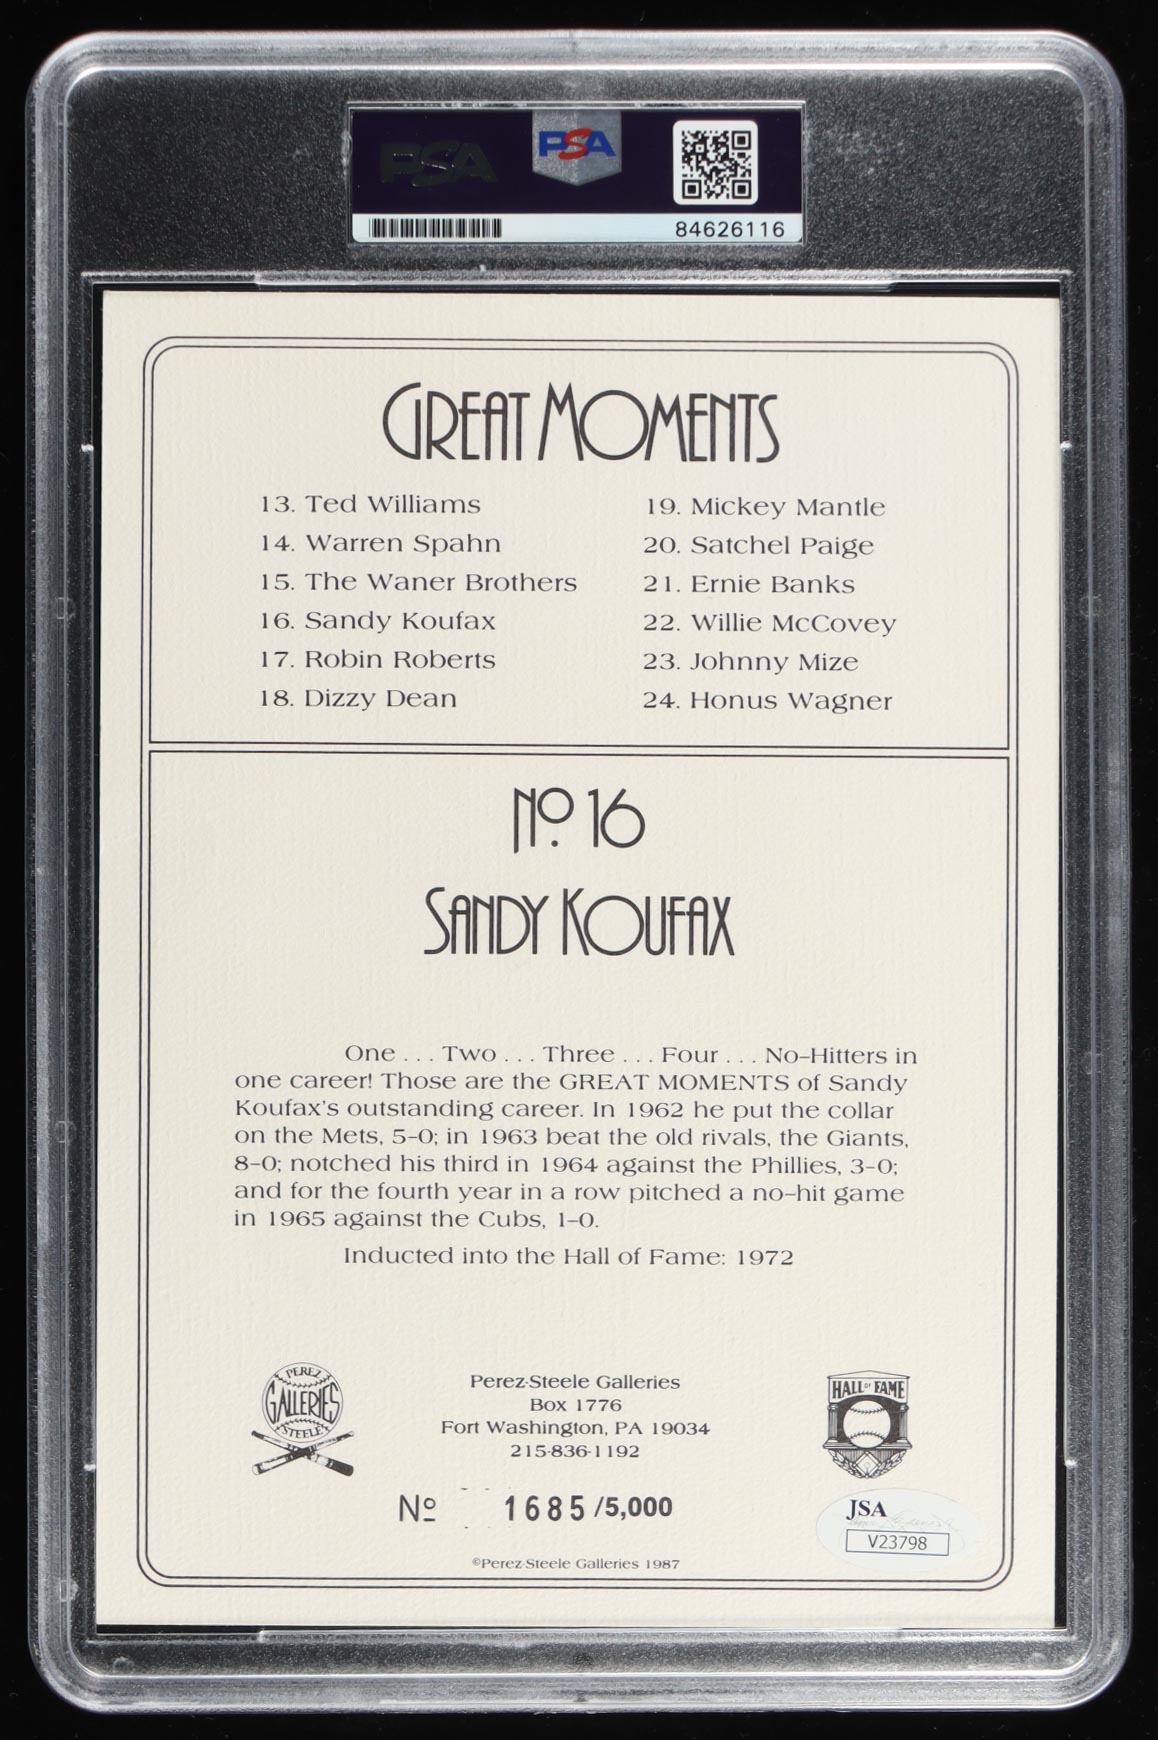 PSA
PSA
84626116
GREAT MOMENTS
13. Ted Williams
14. Warren Spahn
15. The Waner Brothers
16. Sandy Koufax
17. Robin Roberts
18. Dizzy Dean
19. Mickey Mantle
20. Satchel Paige
21. Ernie Banks
22. Willie McCovey
23. Johnny Mize
24. Honus Wagner
No. 16
SANDY KOUFAX
One . . . Two . . . Three . . . Four . . . No-Hitters in
one career! Those are the GREAT MOMENTS of Sandy
Koufax's outstanding career. In 1962 he put the collar
on the Mets, 5-0; in 1963 beat the old rivals, the Giants,
8-0; notched his third in 1964 against the Phillies, 3-0;
and for the fourth year in a row pitched a no-hit game
in 1965 against the Cubs, 1-0.
Inducted into the Hall of Fame: 1972
PEREZ
GALLERIES
STEELE
Perez-Steele Galleries
Box 1776
Fort Washington, PA 19034
215-836-1192
HALL OF FAME
No 1685/5,000
JSA
V23798
©Perez-Steele Galleries 1987